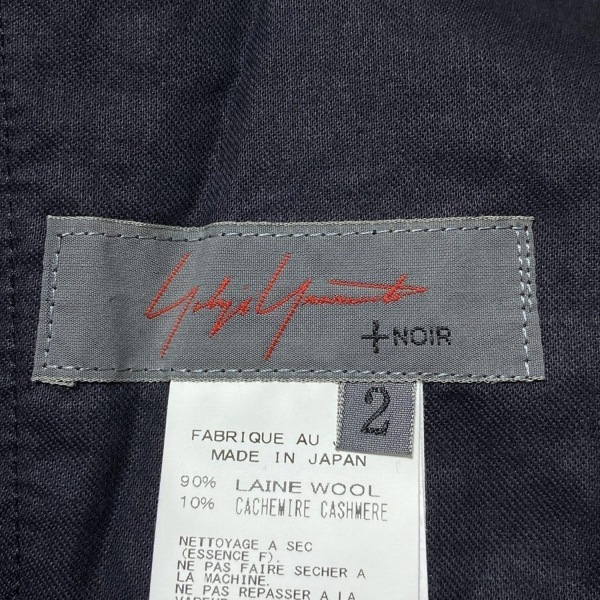 Yohji Yamamoto
+NOIR
2
FABRIQUE AU
MADE IN JAPAN
90% LAINE WOOL
10% CACHEMIRE CASHMERE
NETTOYAGE A SEC
(ESSENCE F).
NE PAS FAIRE SECHER A
LA MACHINE.
NE PAS REPASSER A LA
VAPEUR